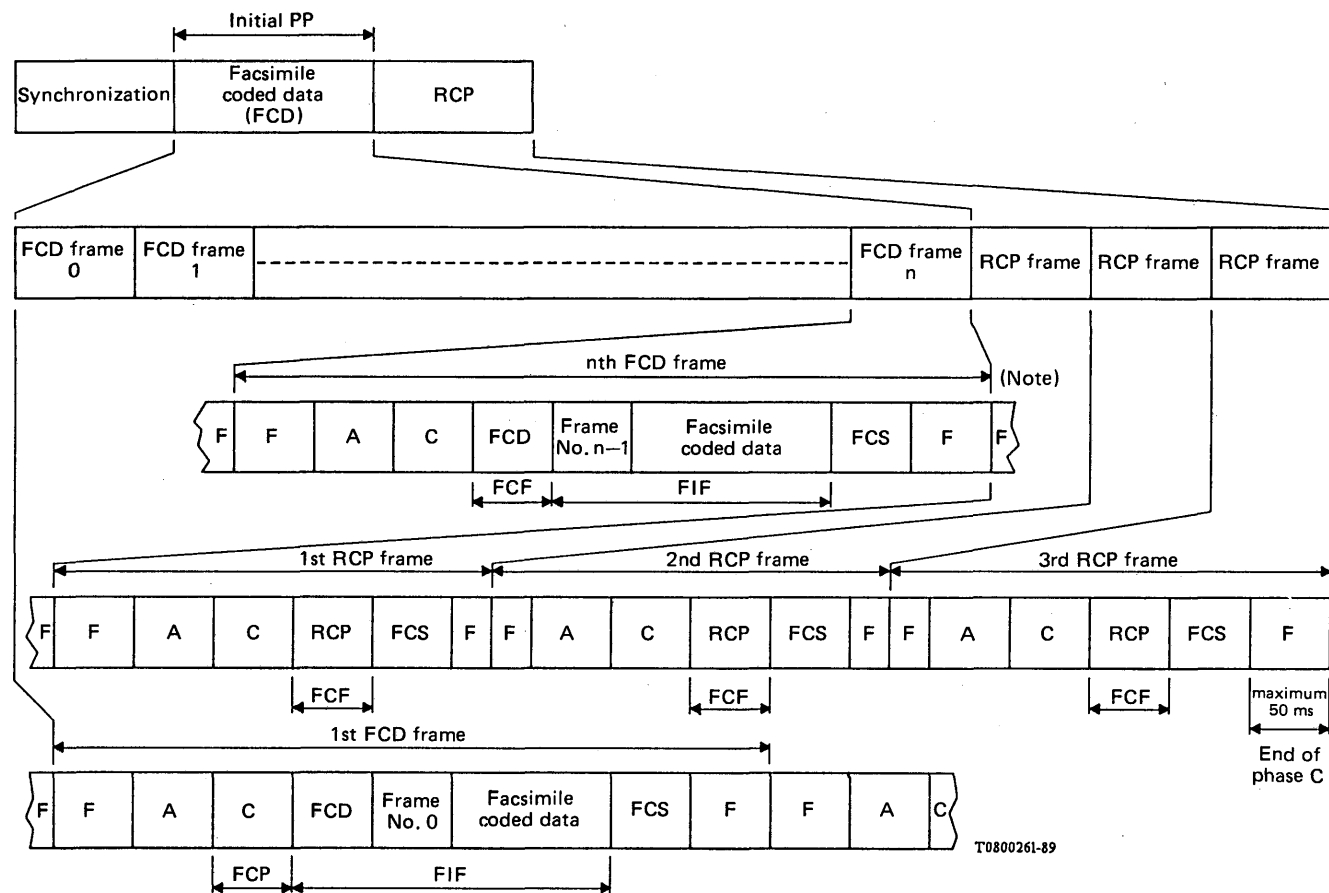 Initial PP
Synchronization
Facsimile
coded data
(FCD)
RCP
FCD frame
0
FCD frame
1
FCD frame
n
RCP frame
RCP frame
RCP frame
nth FCD frame
(Note)
F
F
A
C
FCD
Frame
No. n—1
Facsimile
coded data
FCS
F
F
FCF
FIF
1st RCP frame
2nd RCP frame
3rd RCP frame
F
F
A
C
RCP
FCS
F
F
A
C
RCP
FCS
F
F
A
C
RCP
FCS
F
FCF
FCF
FCF
maximum
50 ms
End of
phase C
1st FCD frame
F
F
A
C
FCD
Frame
No. 0
Facsimile
coded data
FCS
F
F
A
C
FCP
FIF
T0800261-89